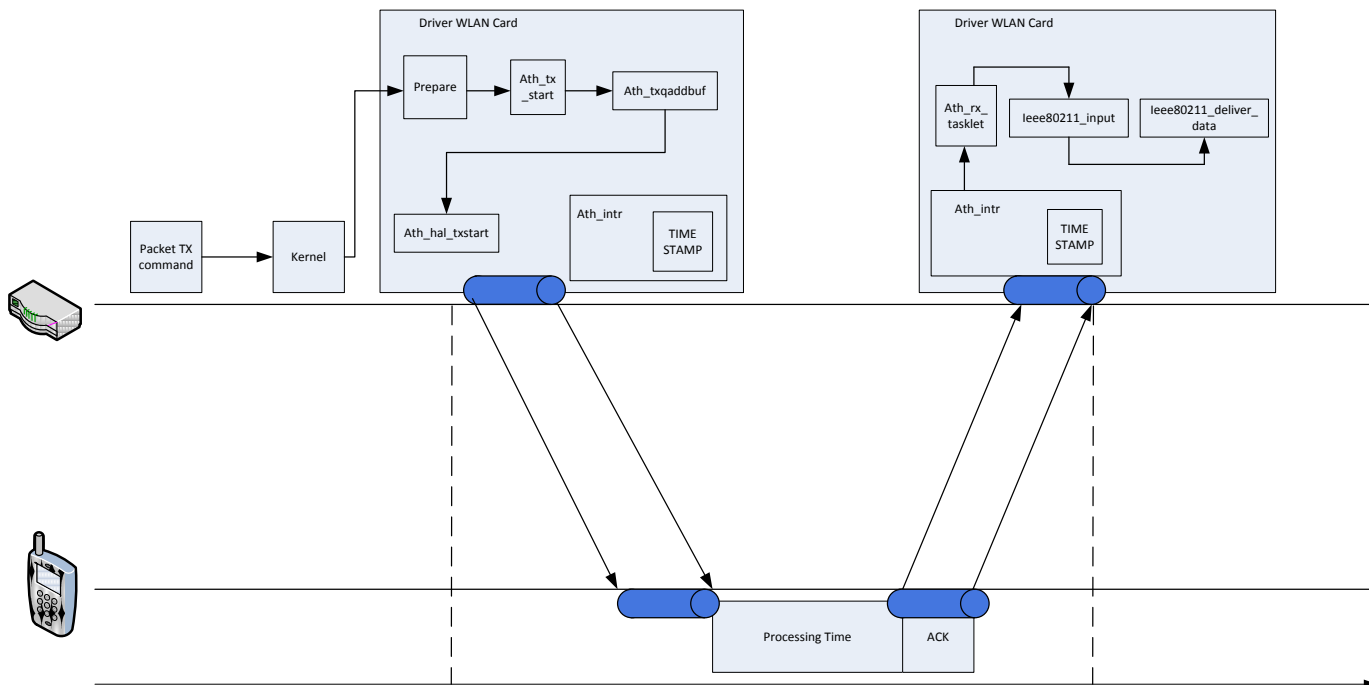 Driver WLAN Card
Prepare
Ath_tx
_start
Ath_txqaddbuf
Ath_hal_txstart
Ath_intr
TIME
STAMP
Packet TX
command
Kernel
Driver WLAN Card
Ath_rx_
tasklet
Ieee80211_input
Ieee80211_deliver_
data
Ath_intr
TIME
STAMP
Processing Time
ACK